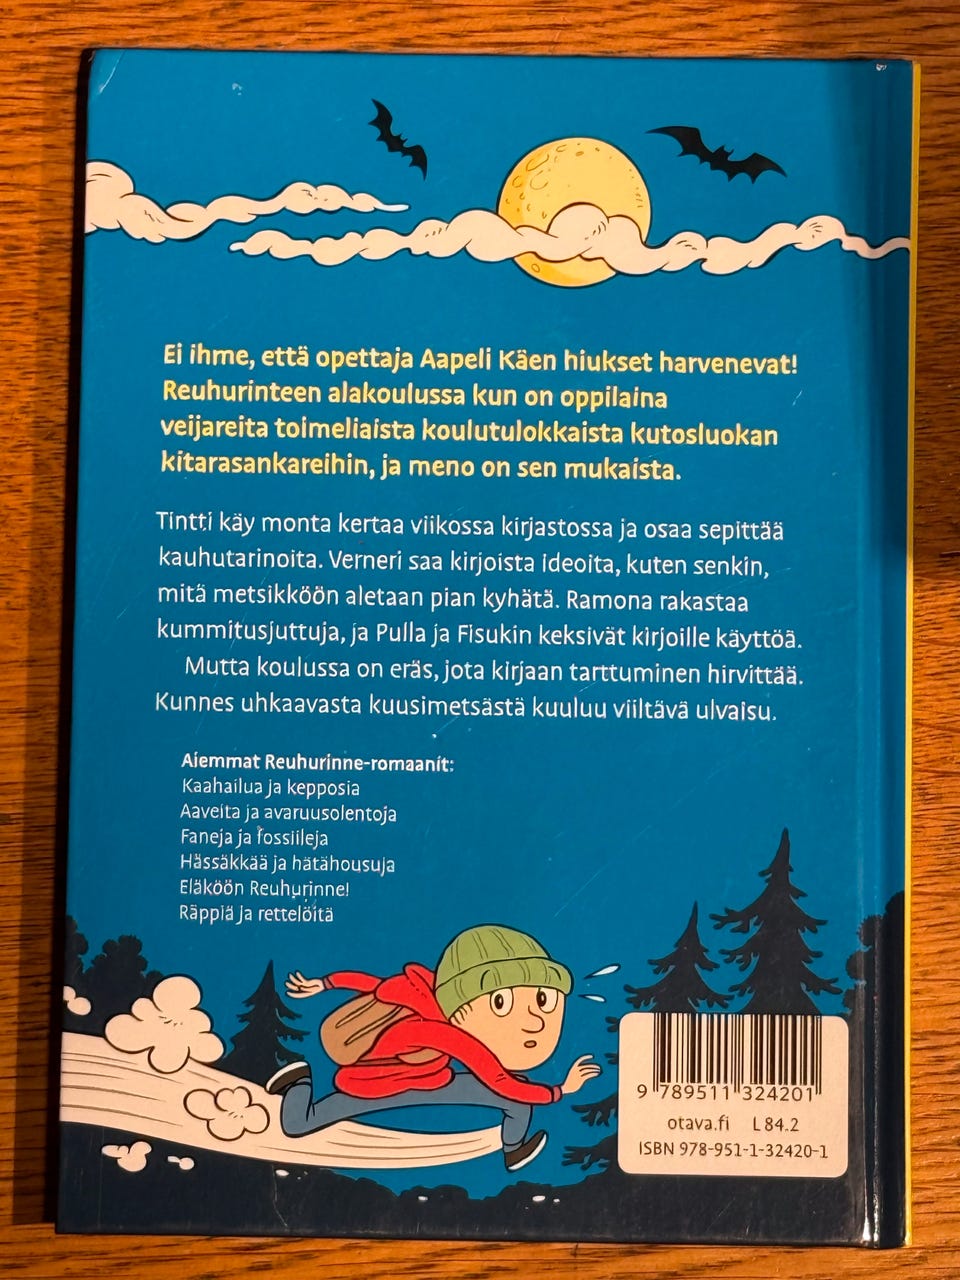 Ei ihme, että opettaja Aapeli Käen hiukset harvenevat!
Reuhurinteen alakoulussa kun on oppilaina
veijareita toimeliaista koulutulokkaista kutosluokan
kitarasankareihin, ja meno on sen mukaista.
Tintti käy monta kertaa viikossa kirjastossa ja osaa sepittää
kauhutarinoita. Verneri saa kirjoista ideoita, kuten senkin,
mitä metsikköön aletaan pian kyhätä. Ramona rakastaa
kummitusjuttuja, ja Pulla ja Fisukin keksivät kirjoille käyttöä.
Mutta koulussa on eräs, jota kirjaan tarttuminen hirvittää.
Kunnes uhkaavasta kuusimetsästä kuuluu viiltävä ulvaisu.
Aiemmat Reuhurinne-romaanit:
Kaahailua ja kepposia
Aaveita ja avaruusolentoja
Faneja ja fossiileja
Hässäkkää ja hätähousuja
Eläköön Reuhurinne!
Räppiä ja rettelöitä
9 789511 324201
otava.fi L 84.2
ISBN 978-951-1-32420-1